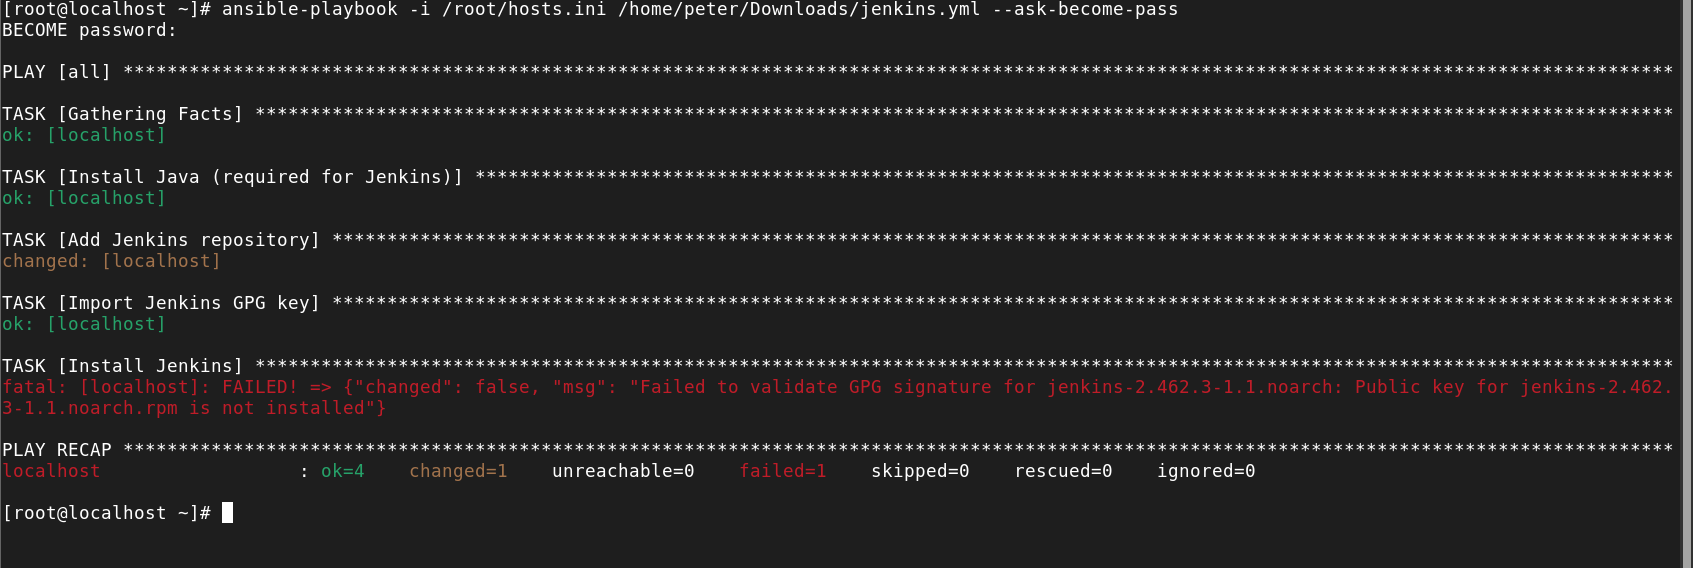 [root@localhost ~]# ansible-playbook -i /root/hosts.ini /home/peter/Downloads/jenkins.yml --ask-become-pass
BECOME password:
PLAY [all] *********************************************************************************************************************************************
TASK [Gathering Facts] *********************************************************************************************************************************
ok: [localhost]
TASK [Install Java (required for Jenkins)] *************************************************************************************************************
ok: [localhost]
TASK [Add Jenkins repository] **************************************************************************************************************************
changed: [localhost]
TASK [Import Jenkins GPG key] **************************************************************************************************************************
ok: [localhost]
TASK [Install Jenkins] *********************************************************************************************************************************
fatal: [localhost]: FAILED! => {"changed": false, "msg": "Failed to validate GPG signature for jenkins-2.462.3-1.1.noarch: Public key for jenkins-2.462.
3-1.1.noarch.rpm is not installed"}
PLAY RECAP *********************************************************************************************************************************************
localhost                  : ok=4    changed=1    unreachable=0    failed=1    skipped=0    rescued=0    ignored=0
[root@localhost ~]#